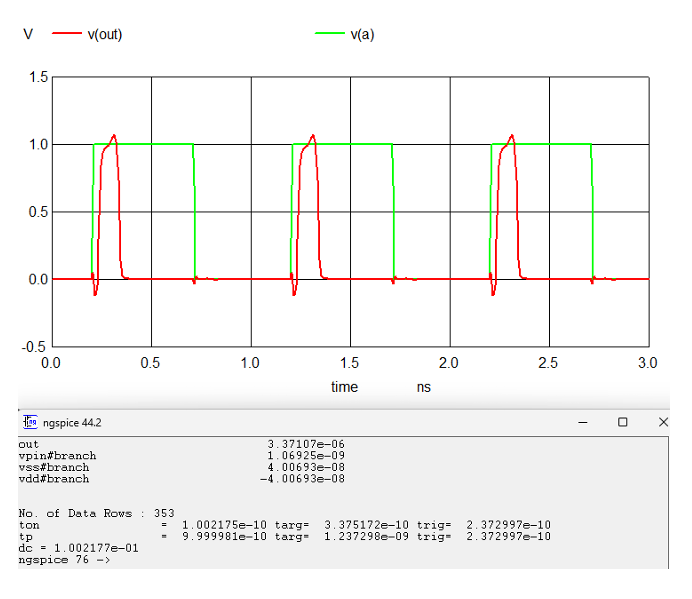 V v(out) v(a)
1.5
1.0
0.5
0.0
-0.5
0.0 0.5 1.0 1.5 2.0 2.5 3.0
time ns
ngspice 44.2
out 3.37107e-06
vpin#branch 1.06925e-09
vss#branch 4.00693e-08
vdd#branch -4.00693e-08
No. of Data Rows : 353
ton = 1.002175e-10 targ= 3.375172e-10 trig= 2.372997e-10
tp = 9.999981e-10 targ= 1.237298e-09 trig= 2.372997e-10
dc = 1.002177e-01
ngspice 76 ->